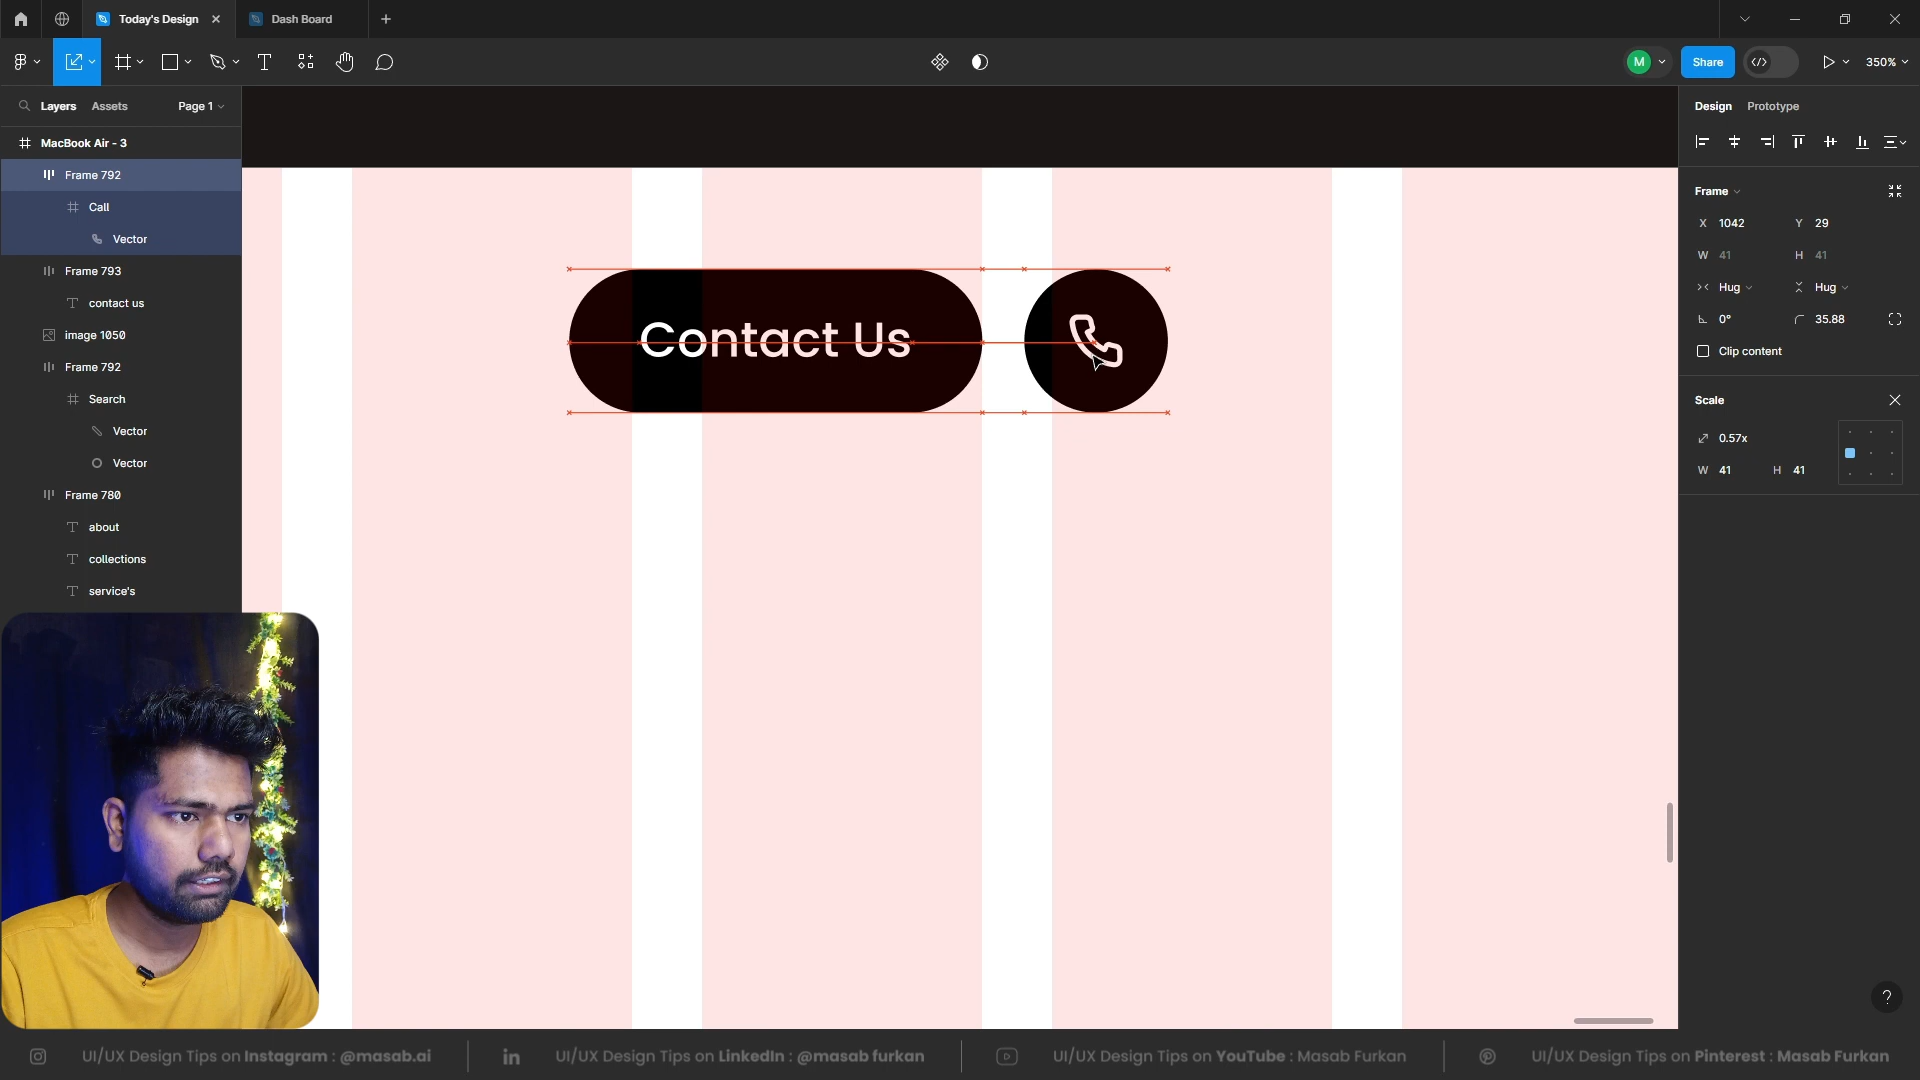 Today's Design
Dash Board
M
Share
350%
Layers
Assets
Page 1
MacBook Air - 3
Frame 792
Call
Vector
Frame 793
contact us
image 1050
Frame 792
Search
Vector
Vector
Frame 780
about
collections
service's
Contact Us
Design
Prototype
Frame
X 1042
Y 29
W 41
H 41
Hug
Hug
0°
35.88
Clip content
Scale
0.57x
W 41
H 41
?
UI/UX Design Tips on Instagram : @masab.ai
in
UI/UX Design Tips on LinkedIn : @masab furkan
UI/UX Design Tips on YouTube : Masab Furkan
UI/UX Design Tips on Pinterest : Masab Furkan